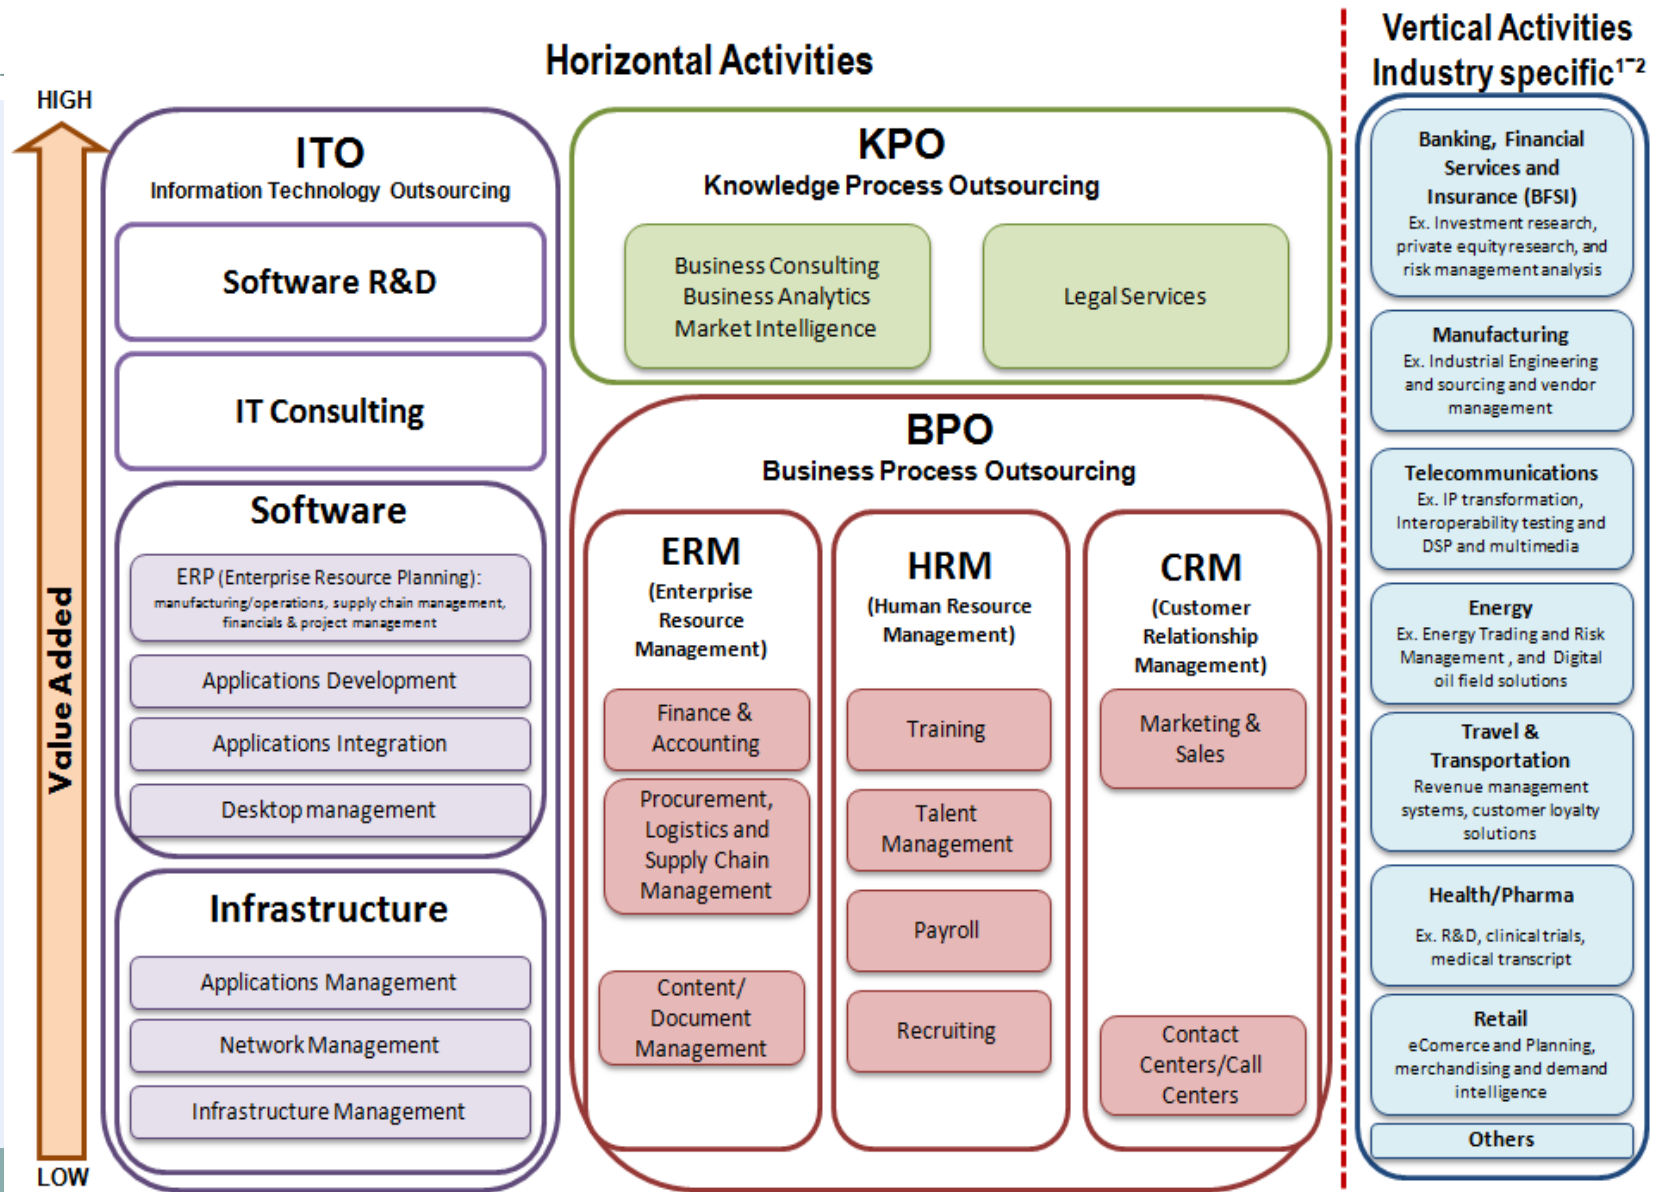 Horizontal Activities
Vertical Activities
Industry specific¹⁻²
HIGH
Value Added
LOW
ITO
Information Technology Outsourcing
Software R&D
IT Consulting
Software
ERP (Enterprise Resource Planning):
manufacturing/operations, supply chain management,
financials & project management
Applications Development
Applications Integration
Desktop management
Infrastructure
Applications Management
Network Management
Infrastructure Management
KPO
Knowledge Process Outsourcing
Business Consulting
Business Analytics
Market Intelligence
Legal Services
BPO
Business Process Outsourcing
ERM
(Enterprise
Resource
Management)
Finance &
Accounting
Procurement,
Logistics and
Supply Chain
Management
Content/
Document
Management
HRM
(Human Resource
Management)
Training
Talent
Management
Payroll
Recruiting
CRM
(Customer
Relationship
Management)
Marketing &
Sales
Contact
Centers/Call
Centers
Banking, Financial
Services and
Insurance (BFSI)
Ex. Investment research,
private equity research, and
risk management analysis
Manufacturing
Ex. Industrial Engineering
and sourcing and vendor
management
Telecommunications
Ex. IP transformation,
Interoperability testing and
DSP and multimedia
Energy
Ex. Energy Trading and Risk
Management , and Digital
oil field solutions
Travel &
Transportation
Revenue management
systems, customer loyalty
solutions
Health/Pharma
Ex. R&D, clinical trials,
medical transcript
Retail
eComerce and Planning,
merchandising and demand
intelligence
Others